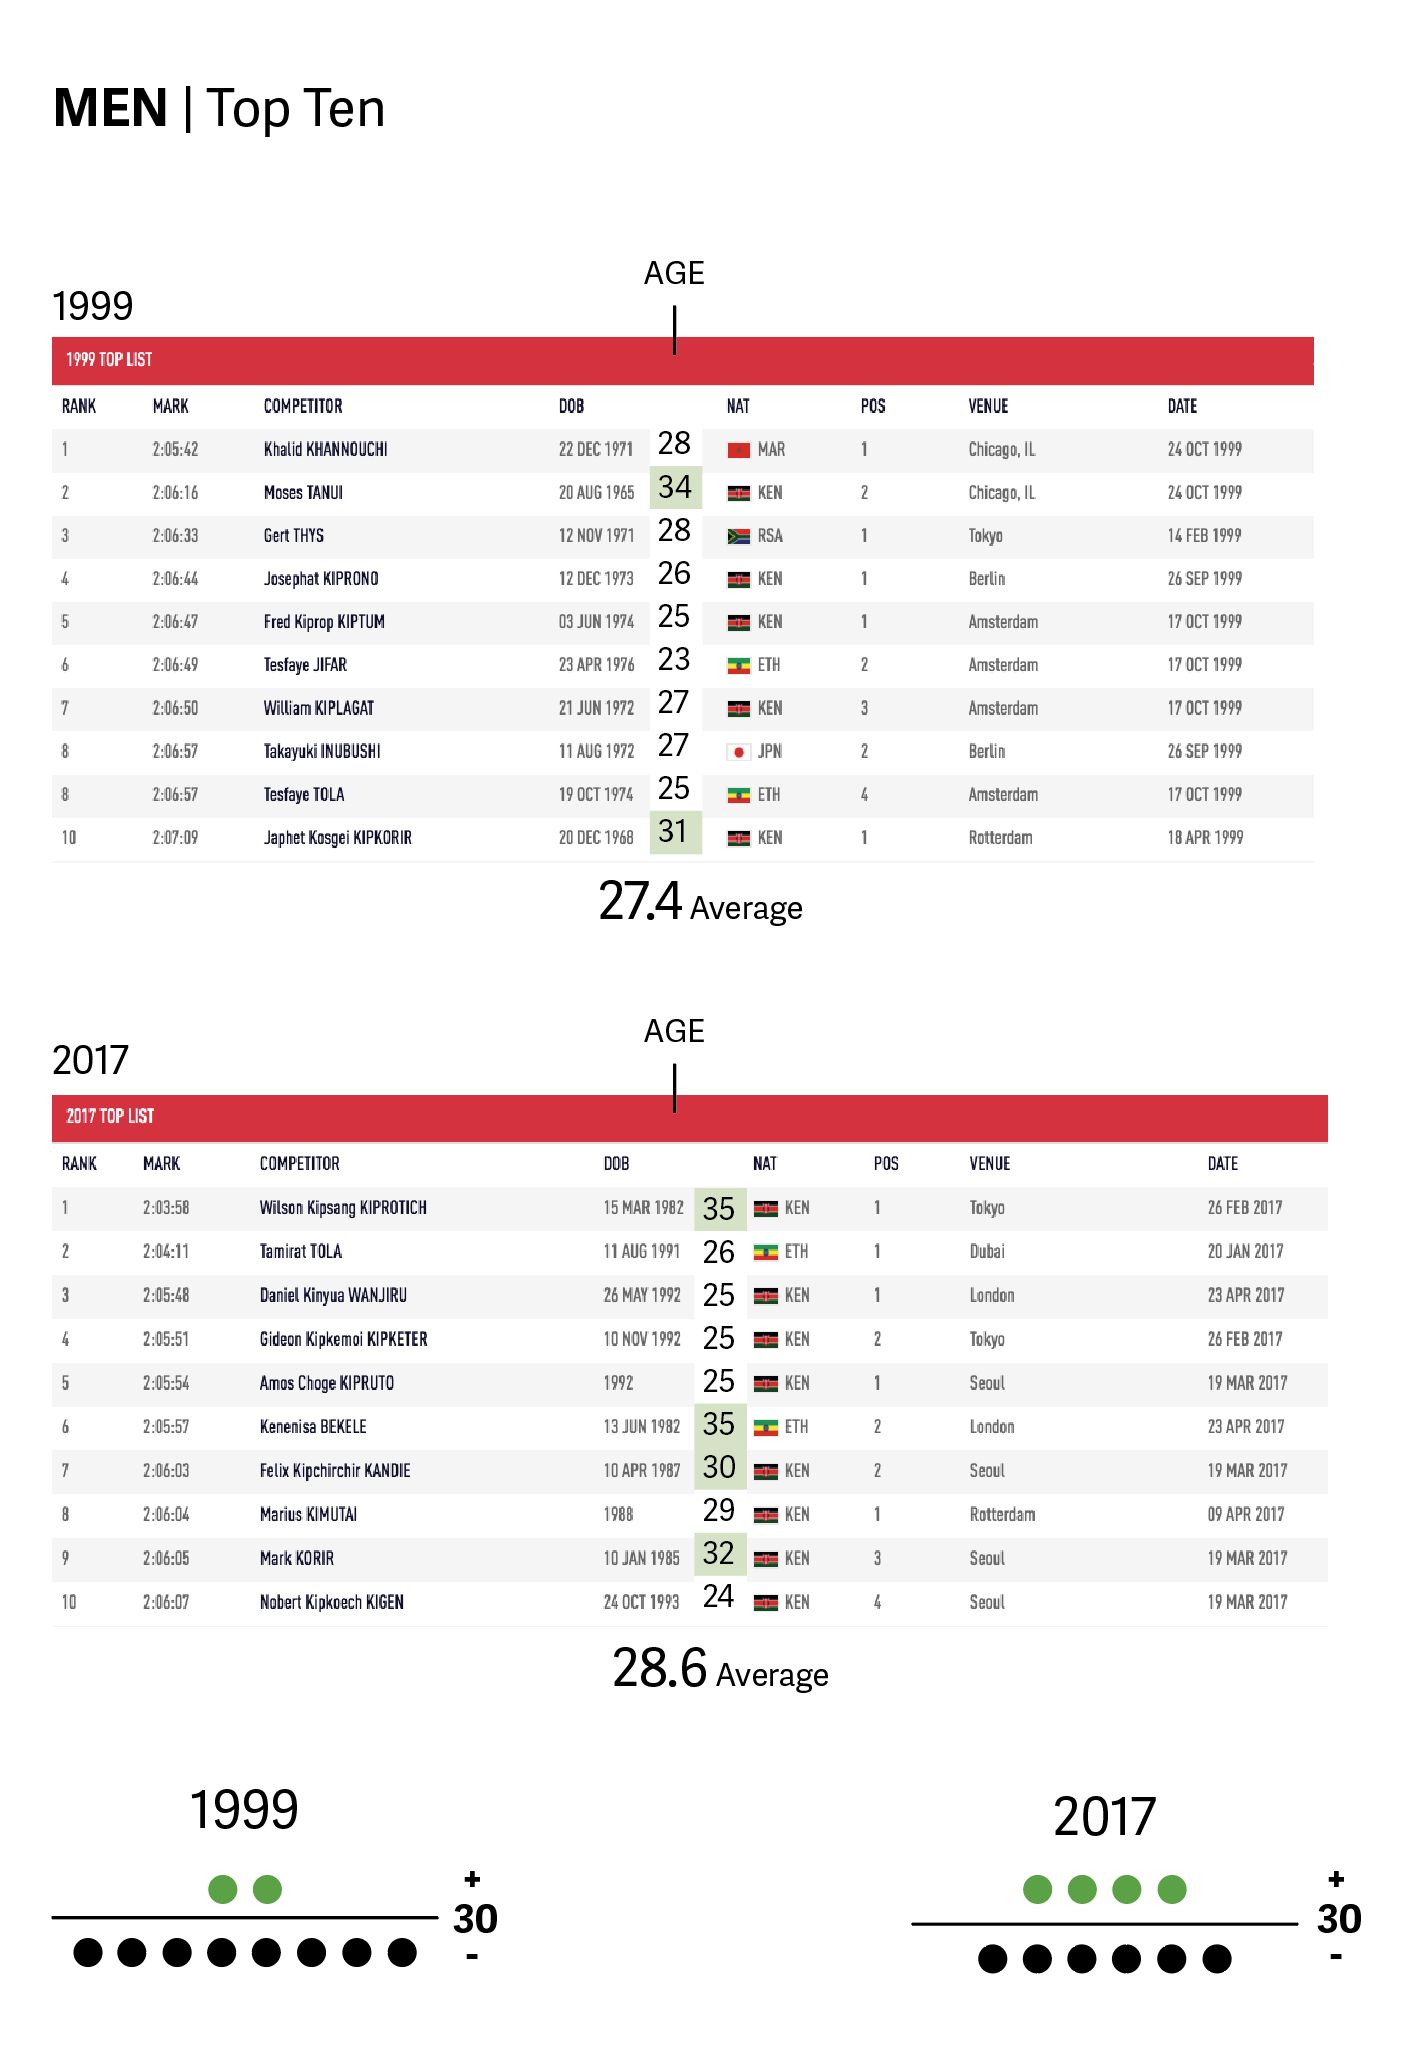 MEN | Top Ten
AGE
1999
1999 TOP LIST
RANK MARK COMPETITOR DOB NAT POS VENUE DATE
1 2:05:42 Khalid KHANNOUCHI 22 DEC 1971 28 MAR 1 Chicago, IL 24 OCT 1999
2 2:06:16 Moses TANUI 20 AUG 1965 34 KEN 2 Chicago, IL 24 OCT 1999
3 2:06:33 Gert THYS 12 NOV 1971 28 RSA 1 Tokyo 14 FEB 1999
4 2:06:44 Josephat KIPRONO 12 DEC 1973 26 KEN 1 Berlin 26 SEP 1999
5 2:06:47 Fred Kiprop KIPTUM 03 JUN 1974 25 KEN 1 Amsterdam 17 OCT 1999
6 2:06:49 Tesfaye JIFAR 23 APR 1976 23 ETH 2 Amsterdam 17 OCT 1999
7 2:06:50 William KIPLAGAT 21 JUN 1972 27 KEN 3 Amsterdam 17 OCT 1999
8 2:06:57 Takayuki INUBUSHI 11 AUG 1972 27 JPN 2 Berlin 26 SEP 1999
8 2:06:57 Tesfaye TOLA 19 OCT 1974 25 ETH 4 Amsterdam 17 OCT 1999
10 2:07:09 Japhet Kosgei KIPKORIR 20 DEC 1968 31 KEN 1 Rotterdam 18 APR 1999
27.4 Average
AGE
2017
2017 TOP LIST
RANK MARK COMPETITOR DOB NAT POS VENUE DATE
1 2:03:58 Wilson Kipsang KIPROTICH 15 MAR 1982 35 KEN 1 Tokyo 26 FEB 2017
2 2:04:11 Tamirat TOLA 11 AUG 1991 26 ETH 1 Dubai 20 JAN 2017
3 2:05:48 Daniel Kinyua WANJIRU 26 MAY 1992 25 KEN 1 London 23 APR 2017
4 2:05:51 Gideon Kipkemoi KIPKETER 10 NOV 1992 25 KEN 2 Tokyo 26 FEB 2017
5 2:05:54 Amos Choge KIPRUTO 1992 25 KEN 1 Seoul 19 MAR 2017
6 2:05:57 Kenenisa BEKELE 13 JUN 1982 35 ETH 2 London 23 APR 2017
7 2:06:03 Felix Kipchirchir KANDIE 10 APR 1987 30 KEN 2 Seoul 19 MAR 2017
8 2:06:04 Marius KIMUTAI 1988 29 KEN 1 Rotterdam 09 APR 2017
9 2:06:05 Mark KORIR 10 JAN 1985 32 KEN 3 Seoul 19 MAR 2017
10 2:06:07 Nobert Kipkoech KIGEN 24 OCT 1993 24 KEN 4 Seoul 19 MAR 2017
28.6 Average
1999
+
30
-
2017
+
30
-